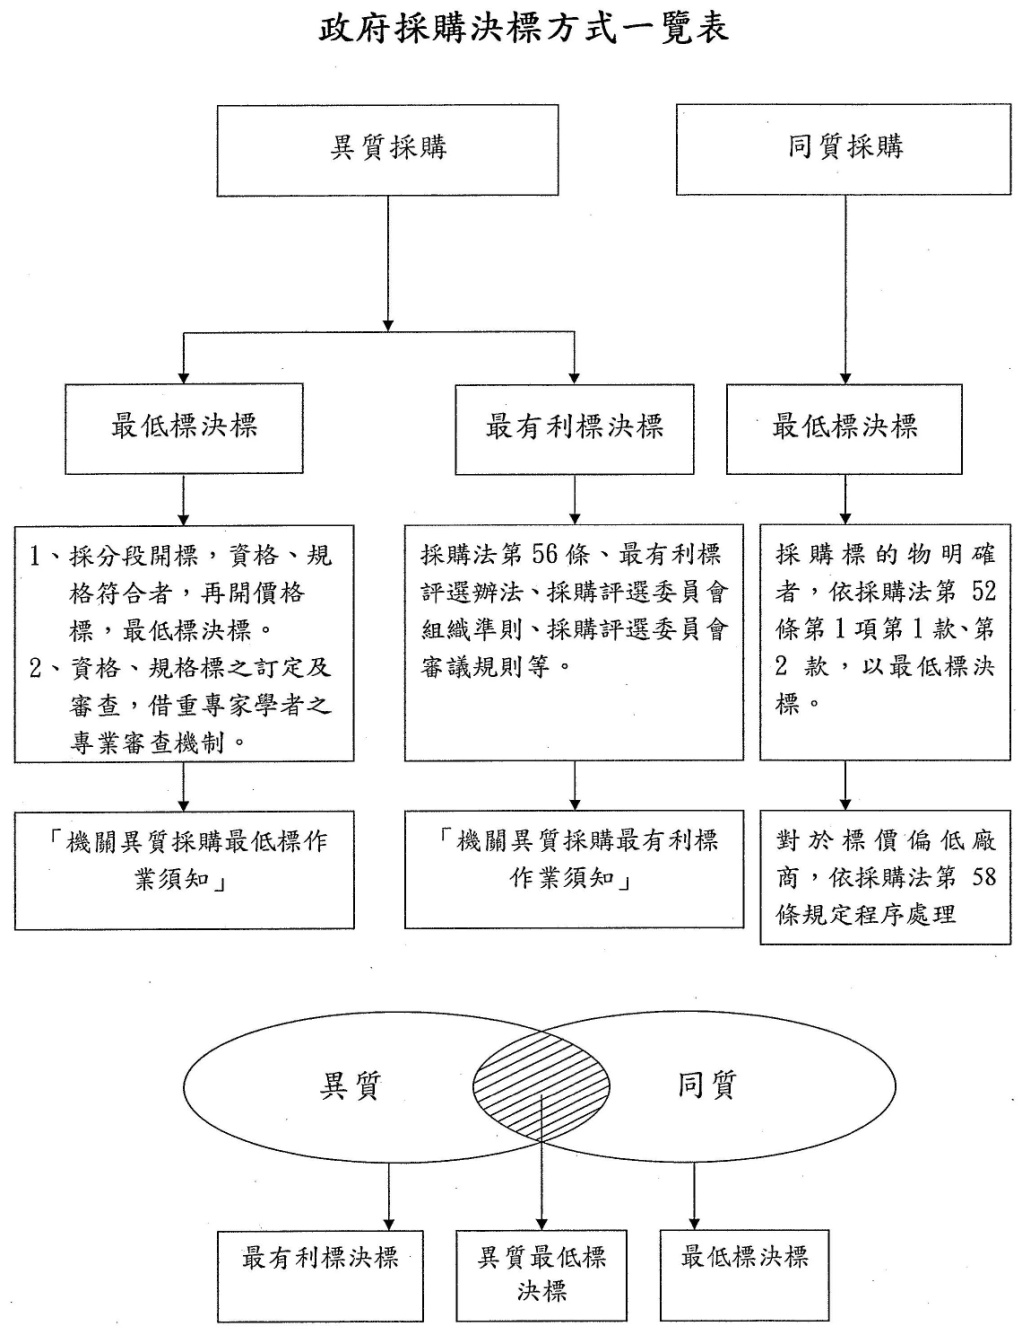 政府採購決標方式一覽表
異質採購
同質採購
最低標決標
最有利標決標
最低標決標
1、採分段開標，資格、規
格符合者，再開價格
標，最低標決標。
2、資格、規格標之訂定及
審查，借重專家學者之
專業審查機制。
採購法第 56 條、最有利標
評選辦法、採購評選委員會
組織準則、採購評選委員會
審議規則等。
採購標的物明確
者，依採購法第 52
條第1項第1款、第
2 款，以最低標決
標。
「機關異質採購最低標作
業須知」
「機關異質採購最有利標
作業須知」
對於標價偏低廠
商，依採購法第 58
條規定程序處理
異質
同質
最有利標決標
異質最低標
決標
最低標決標